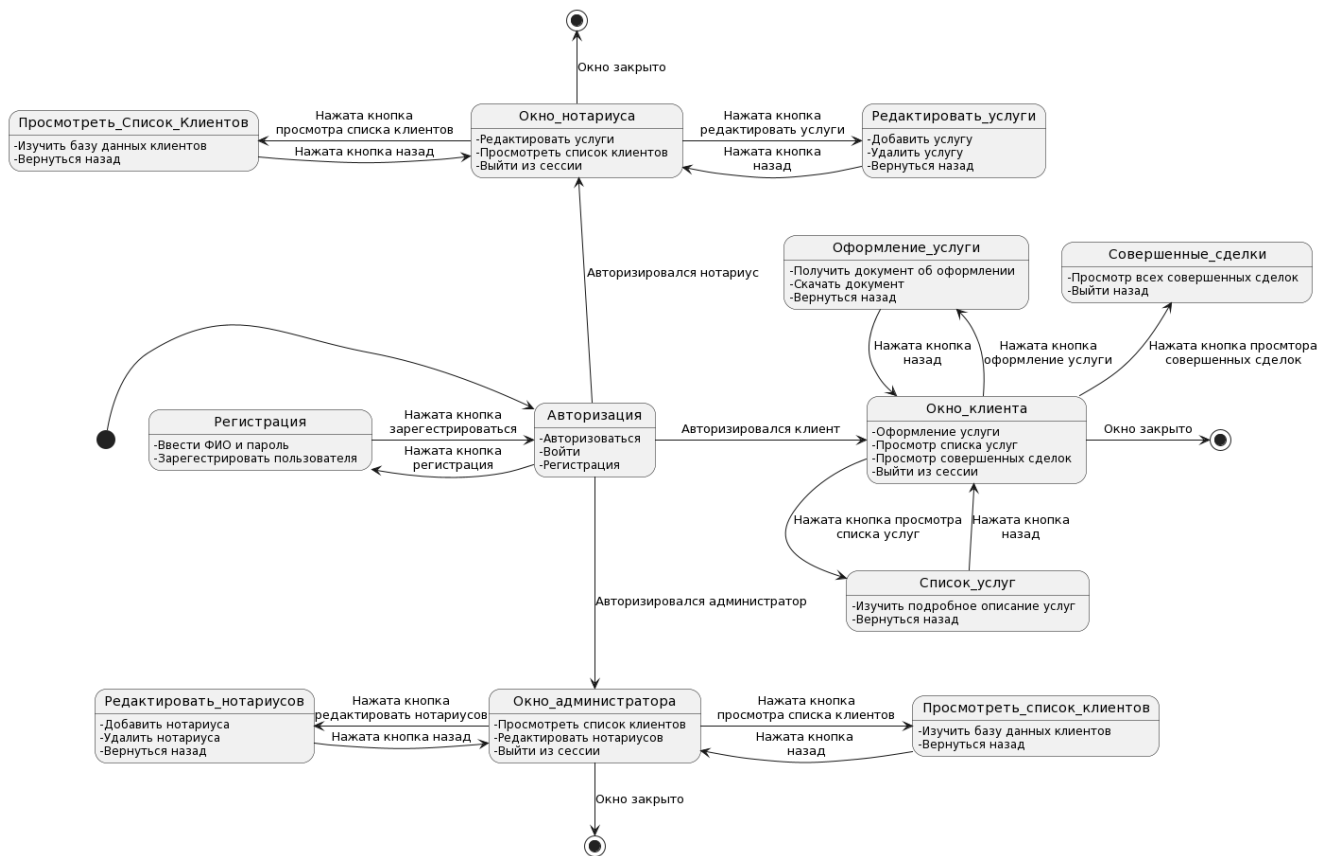 Окно закрыто
Просмотреть_Список_Клиентов
-Изучить базу данных клиентов
-Вернуться назад
Нажата кнопка
просмотра списка клиентов
Нажата кнопка назад
Окно_нотариуса
-Редактировать услуги
-Просмотреть список клиентов
-Выйти из сессии
Нажата кнопка
редактировать услуги
Нажата кнопка
назад
Редактировать_услуги
-Добавить услугу
-Удалить услугу
-Вернуться назад
Авторизировался нотариус
Оформление_услуги
-Получить документ об оформлении
-Скачать документ
-Вернуться назад
Совершенные_сделки
-Просмотр всех совершенных сделок
-Выйти назад
Нажата кнопка
назад
Нажата кнопка
оформление услуги
Нажата кнопка просмтора
совершенных сделок
Регистрация
-Ввести ФИО и пароль
-Зарегестрировать пользователя
Нажата кнопка
зарегестрироваться
Нажата кнопка
регистрация
Авторизация
-Авторизоваться
-Войти
-Регистрация
Авторизировался клиент
Окно_клиента
-Оформление услуги
-Просмотр списка услуг
-Просмотр совершенных сделок
-Выйти из сессии
Окно закрыто
Нажата кнопка просмотра
списка услуг
Нажата кнопка
назад
Список_услуг
-Изучить подробное описание услуг
-Вернуться назад
Авторизировался администратор
Редактировать_нотариусов
-Добавить нотариуса
-Удалить нотариуса
-Вернуться назад
Нажата кнопка
редактировать нотариусов
Нажата кнопка назад
Окно_администратора
-Просмотреть список клиентов
-Редактировать нотариусов
-Выйти из сессии
Нажата кнопка
просмотра списка клиентов
Нажата кнопка
назад
Просмотреть_список_клиентов
-Изучить базу данных клиентов
-Вернуться назад
Окно закрыто